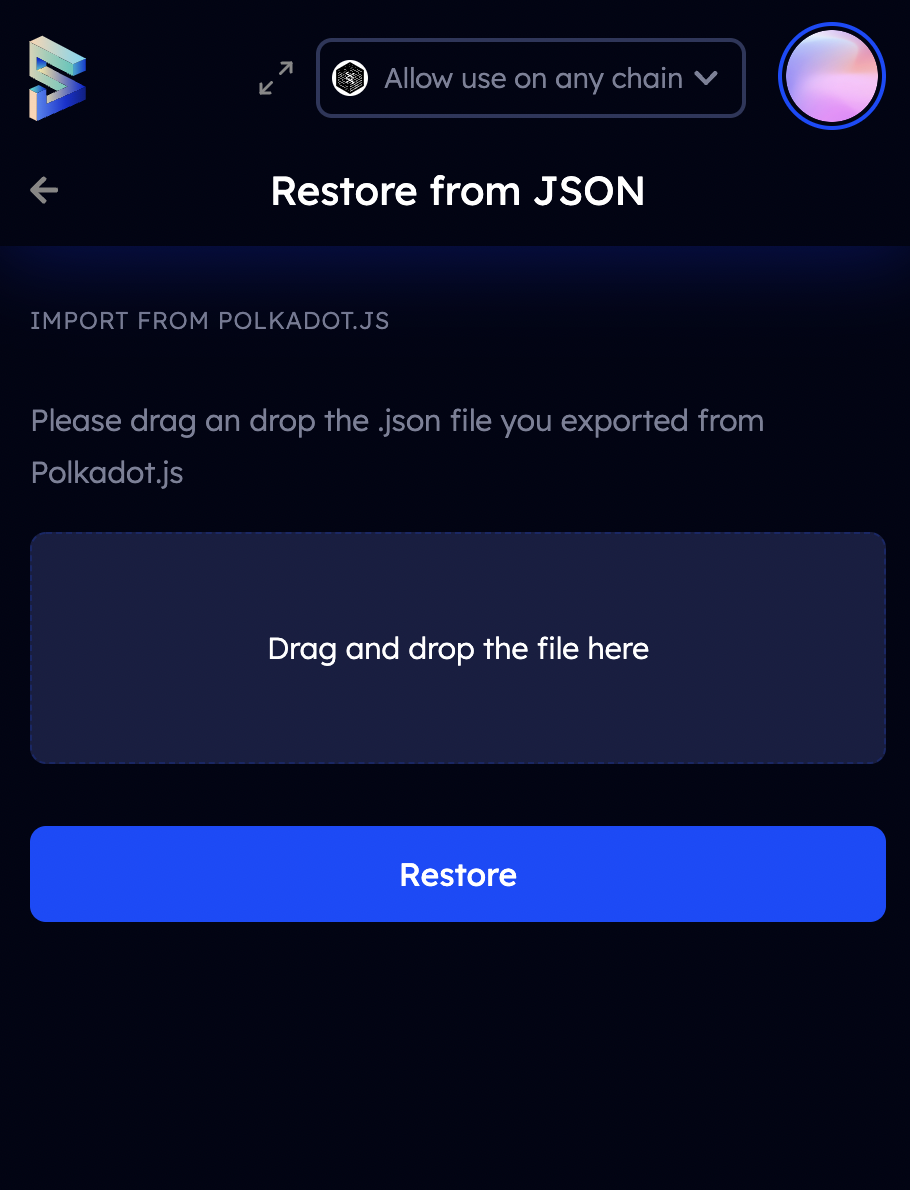 Allow use on any chain
Restore from JSON
IMPORT FROM POLKADOT.JS
Please drag an drop the .json file you exported from
Polkadot.js
Drag and drop the file here
Restore